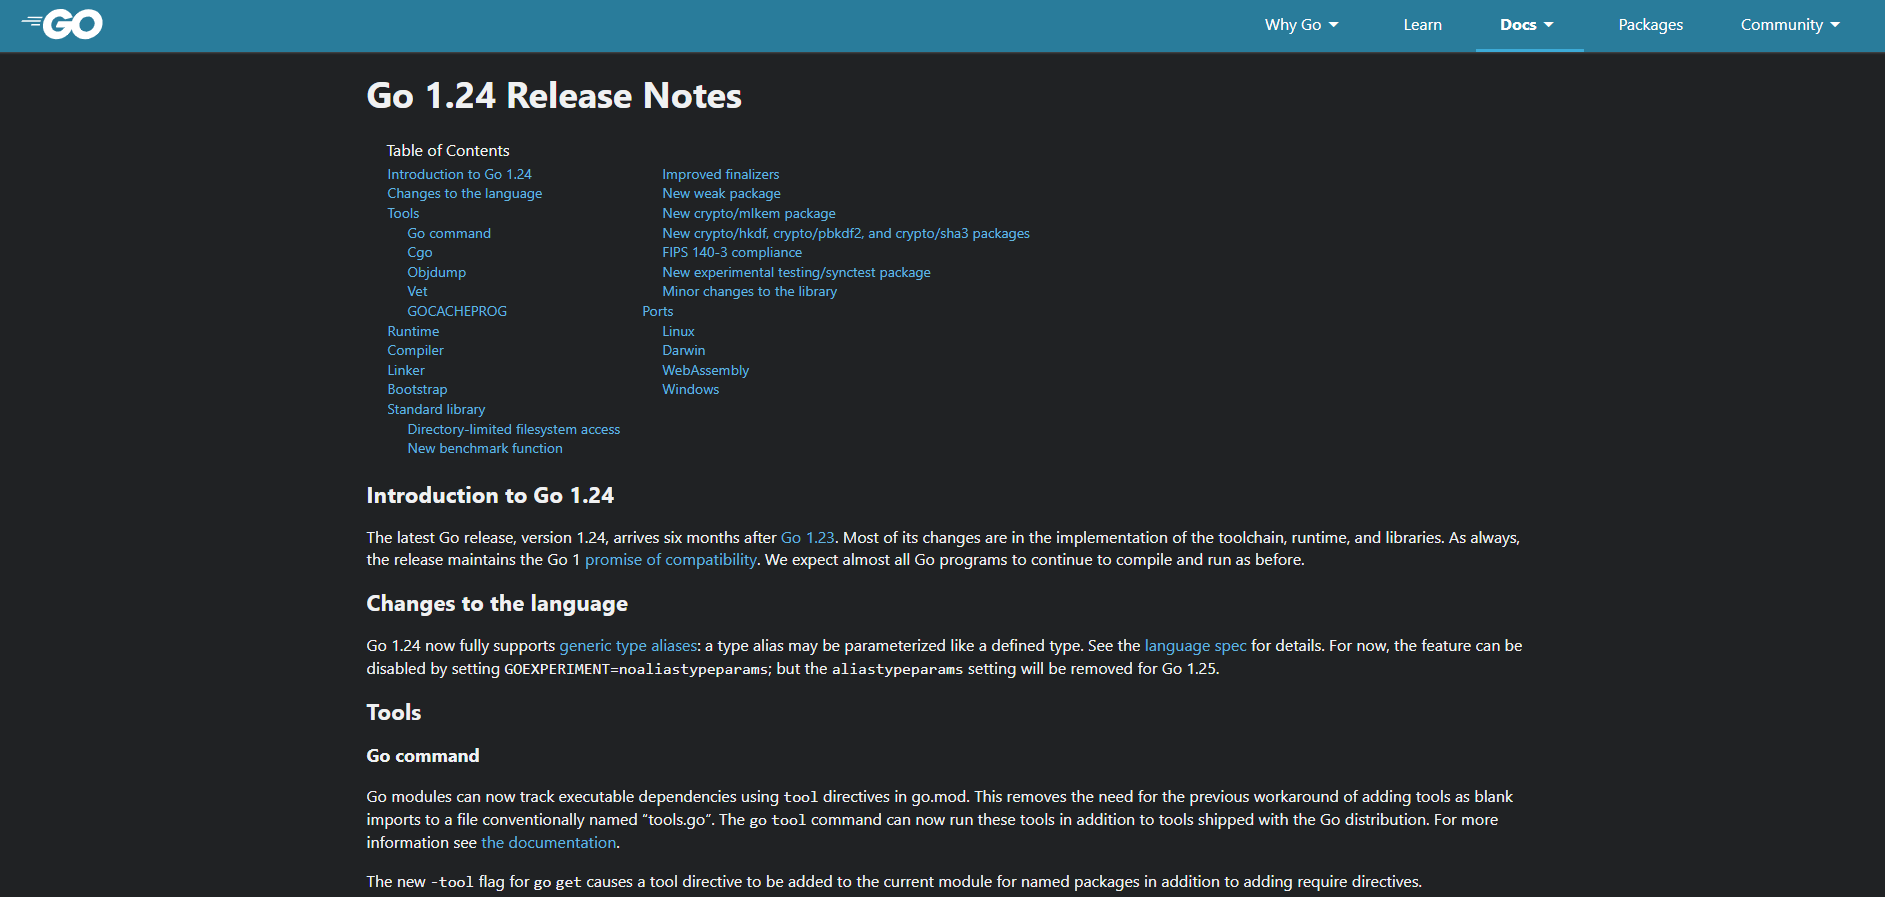 GO
Why Go
Learn
Docs
Packages
Community
Go 1.24 Release Notes
Table of Contents
Introduction to Go 1.24
Changes to the language
Tools
Go command
Cgo
Objdump
Vet
GOCACHEPROG
Runtime
Compiler
Linker
Bootstrap
Standard library
Directory-limited filesystem access
New benchmark function
Improved finalizers
New weak package
New crypto/mlkem package
New crypto/hkdf, crypto/pbkdf2, and crypto/sha3 packages
FIPS 140-3 compliance
New experimental testing/synctest package
Minor changes to the library
Ports
Linux
Darwin
WebAssembly
Windows
Introduction to Go 1.24
The latest Go release, version 1.24, arrives six months after Go 1.23. Most of its changes are in the implementation of the toolchain, runtime, and libraries. As always,
the release maintains the Go 1 promise of compatibility. We expect almost all Go programs to continue to compile and run as before.
Changes to the language
Go 1.24 now fully supports generic type aliases: a type alias may be parameterized like a defined type. See the language spec for details. For now, the feature can be
disabled by setting GOEXPERIMENT=noaliastypeparams; but the aliastypeparams setting will be removed for Go 1.25.
Tools
Go command
Go modules can now track executable dependencies using tool directives in go.mod. This removes the need for the previous workaround of adding tools as blank
imports to a file conventionally named “tools.go”. The go tool command can now run these tools in addition to tools shipped with the Go distribution. For more
information see the documentation.
The new -tool flag for go get causes a tool directive to be added to the current module for named packages in addition to adding require directives.